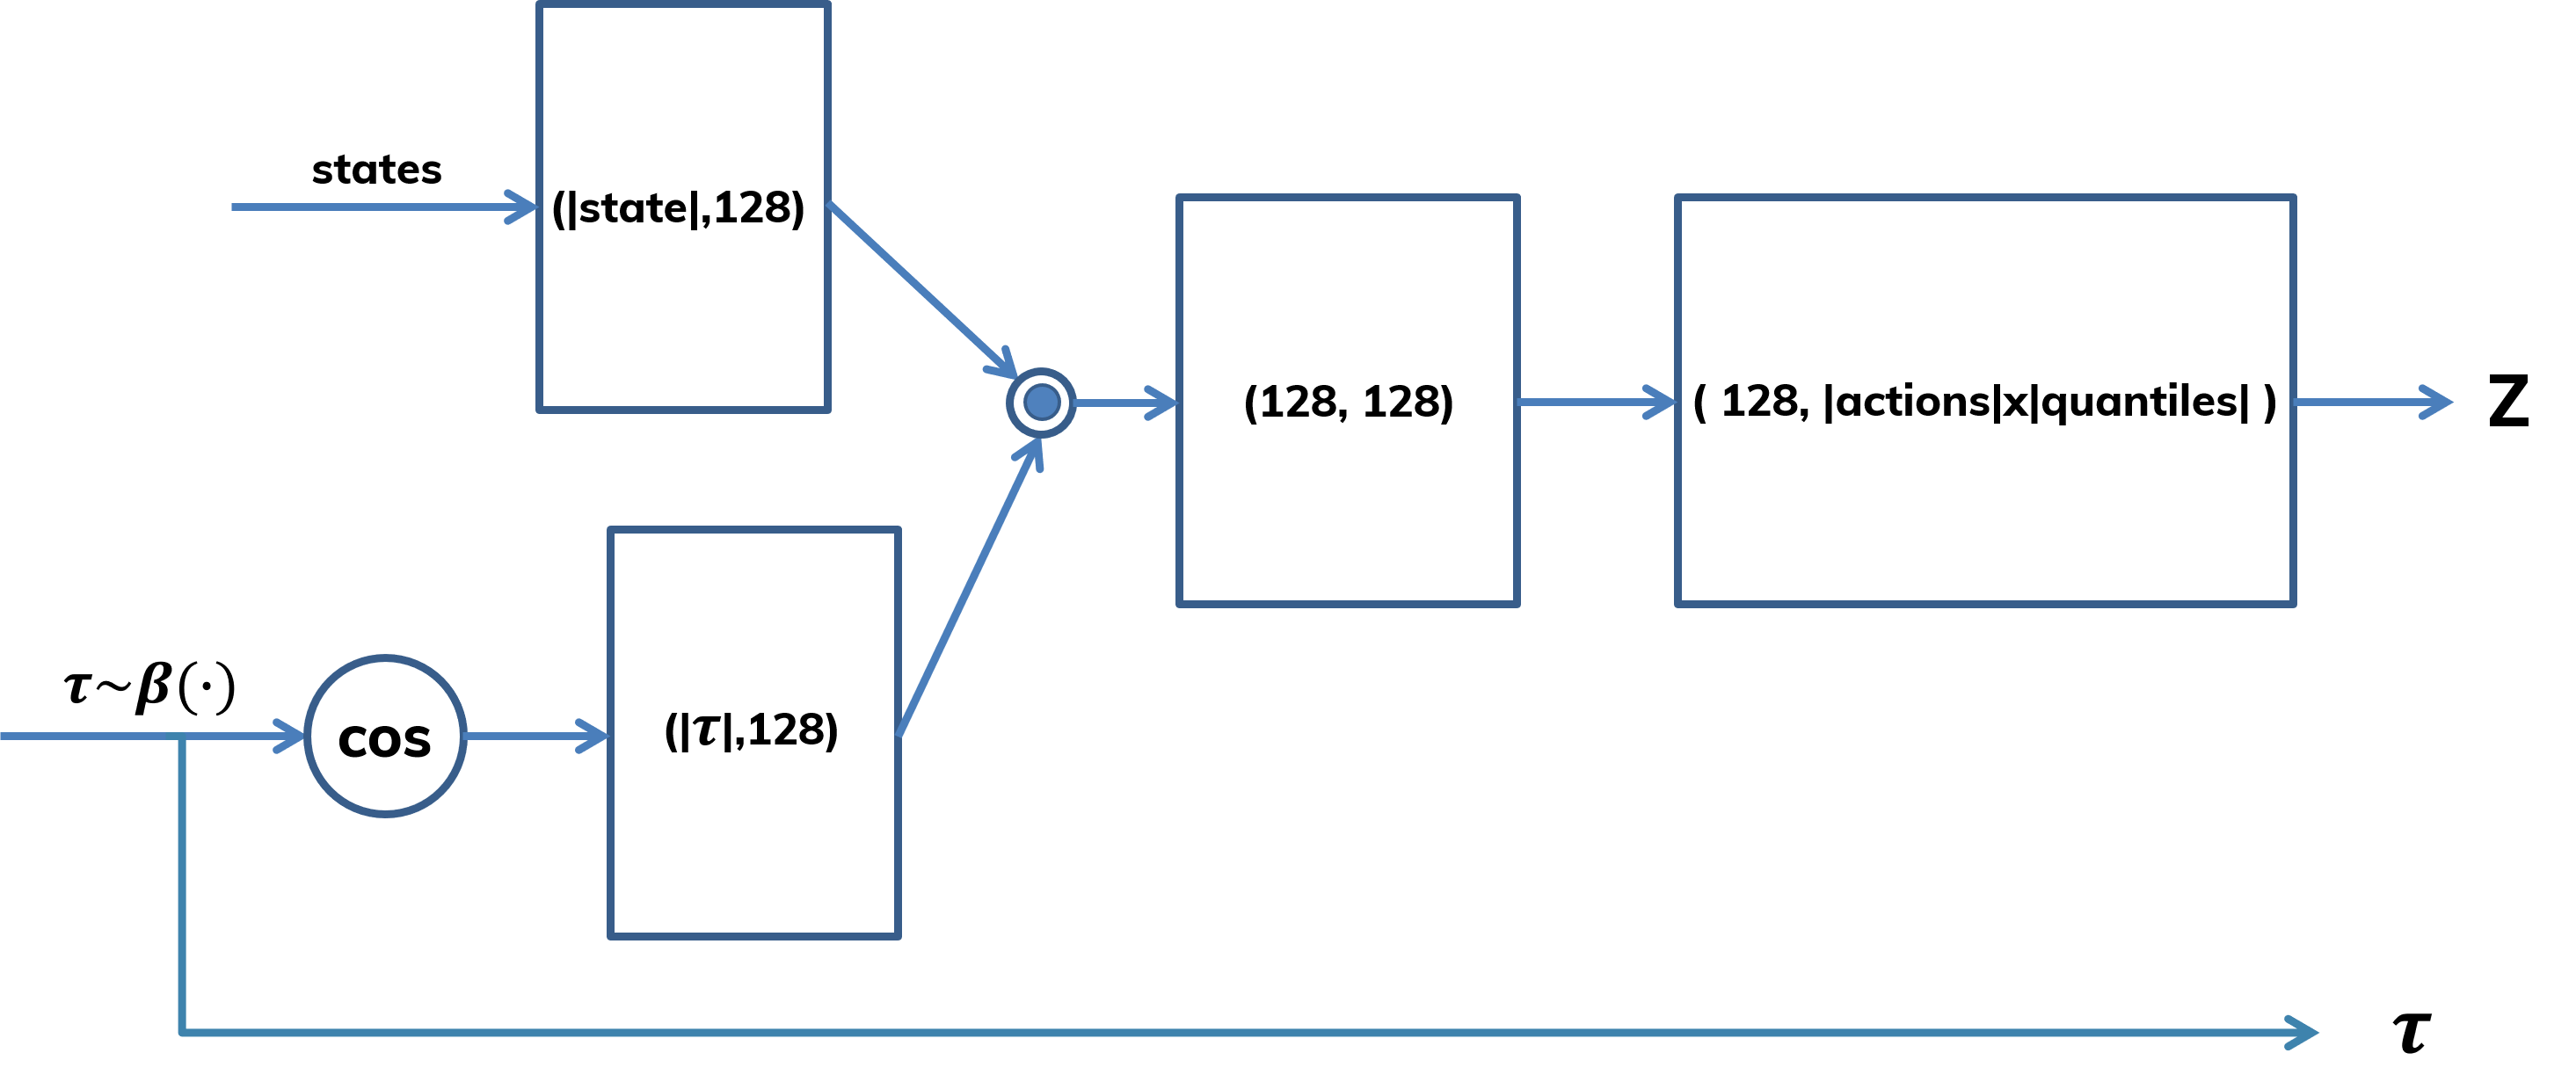 states
(|state|,128)
(128, 128)
( 128, |actions|x|quantiles| )
Z
τ~β(·)
cos
(|τ|,128)
τ